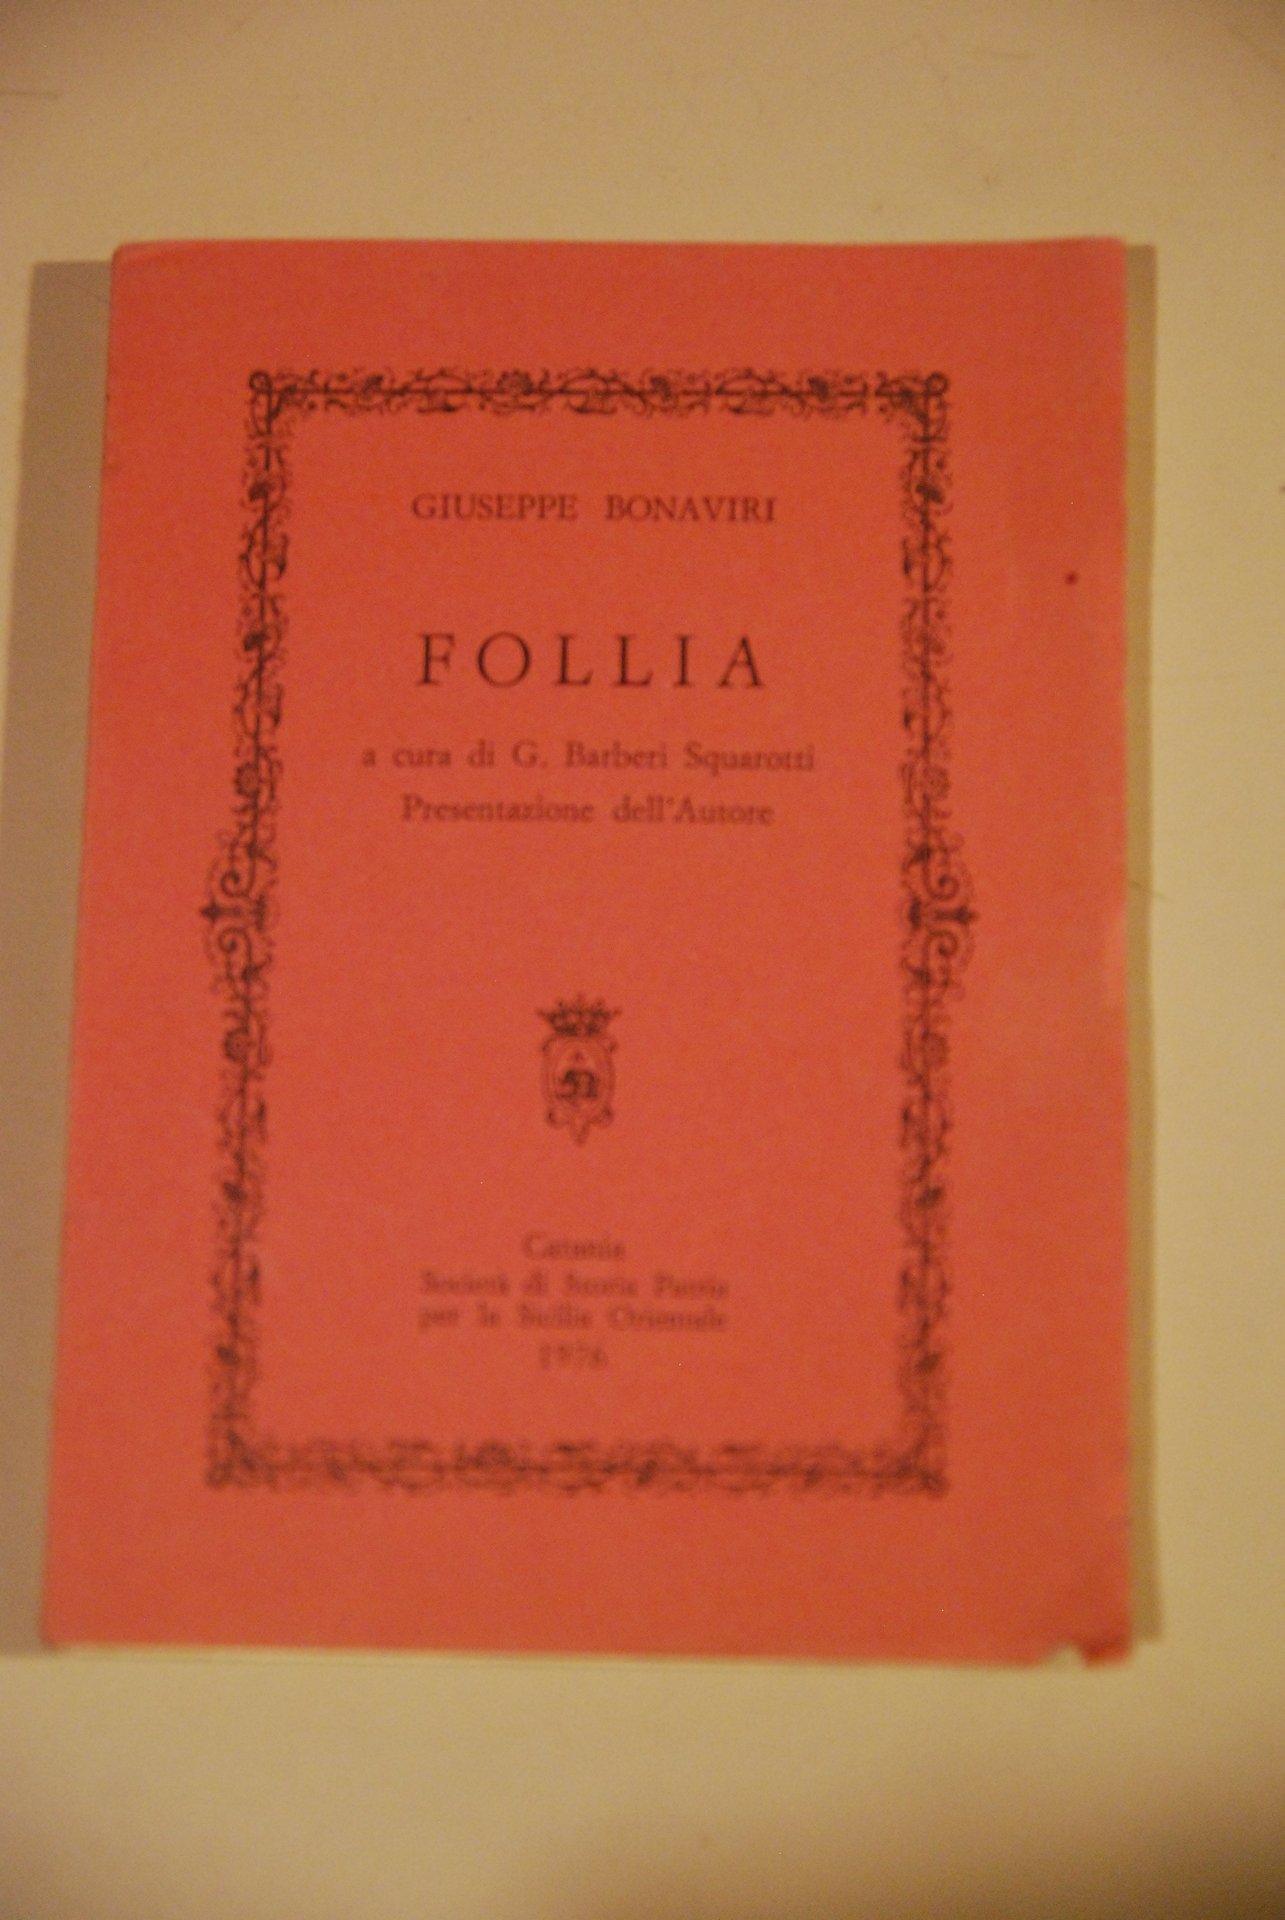 GIUSEPPE BONAVIRI
FOLLIA
a cura di G. Barberi Squarotti
Presentazione dell'Autore
Catania
Società di Storia Patria
per la Sicilia Orientale
1976